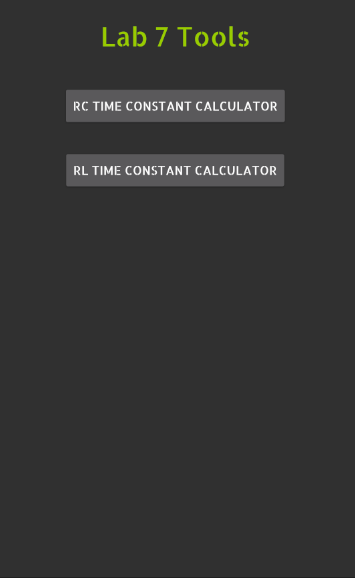 Lab 7 Tools
RC TIME CONSTANT CALCULATOR
RL TIME CONSTANT CALCULATOR